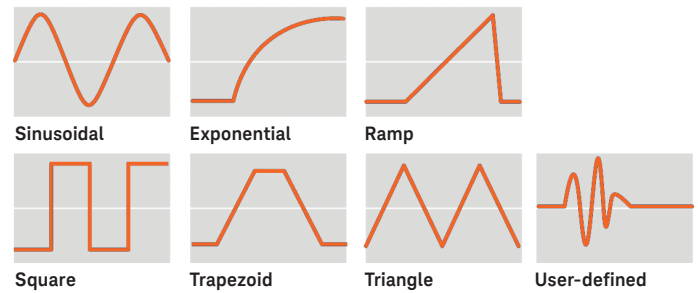 Sinusoidal
Exponential
Ramp
Square
Trapezoid
Triangle
User-defined